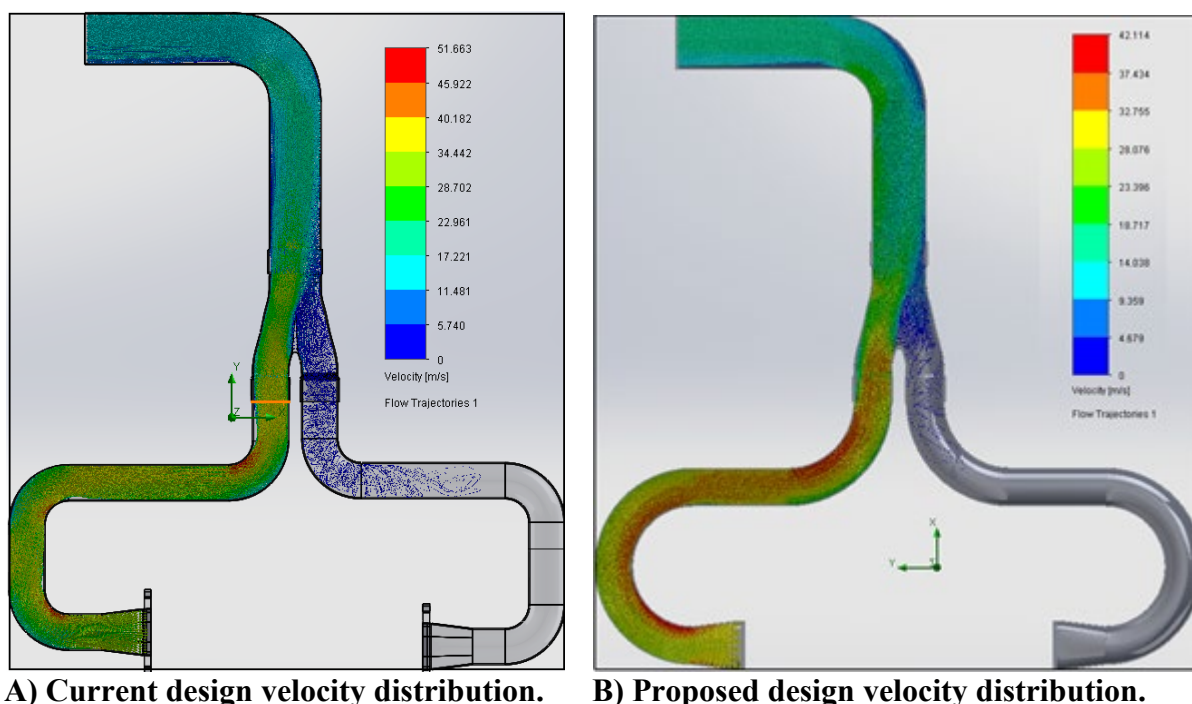 51.663
45.922
40.182
34.442
28.702
22.961
17.221
11.481
5.740
0
Velocity [m/s]
Flow Trajectories 1
Y
Z
42.114
37.434
32.755
28.076
23.396
18.717
14.038
9.359
4.679
0
Velocity [m/s]
Flow Trajectories 1
X
Y
A) Current design velocity distribution.
B) Proposed design velocity distribution.